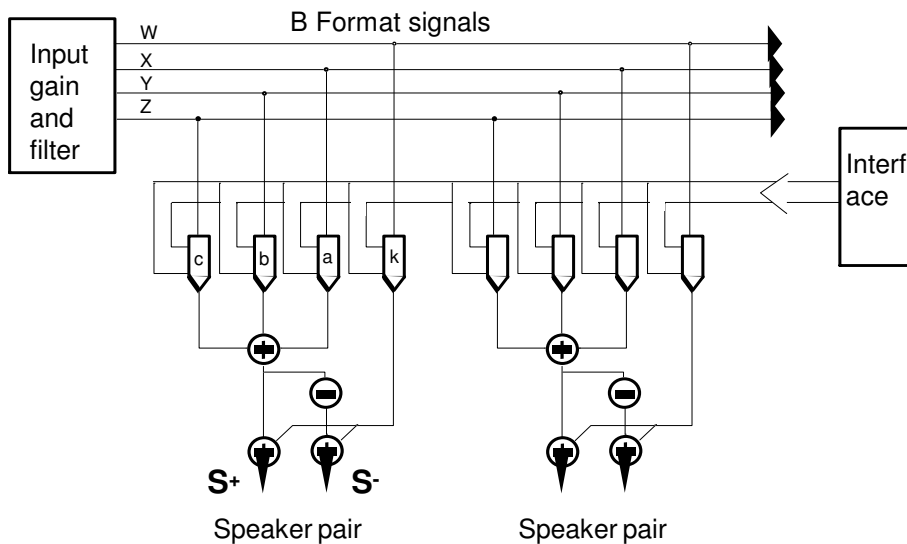 B Format signals
W
X
Y
Z
Input
gain
and
filter
Interf
ace
c
b
a
k
S+
S-
Speaker pair
Speaker pair